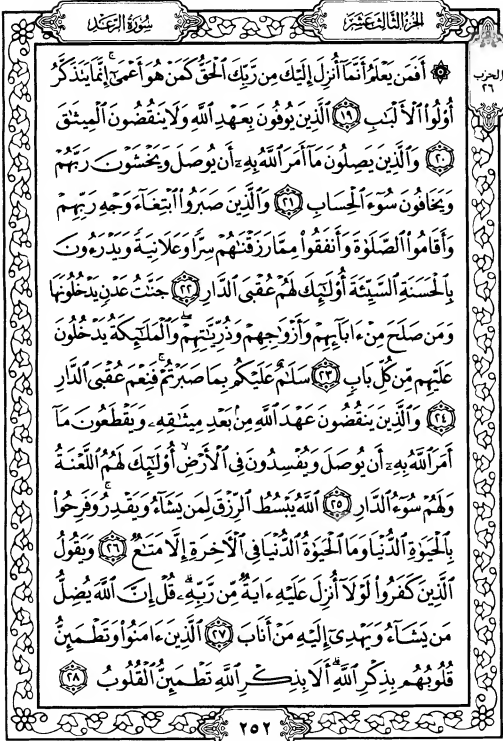 الجزء الثالث عشر
سورة الرعد
الحزب
٢٦
۞ أَفَمَن يَعْلَمُ أَنَّمَآ أُنزِلَ إِلَيْكَ مِن رَّبِّكَ ٱلْحَقُّ كَمَنْ هُوَ أَعْمَىٰٓ ۚ إِنَّمَا يَتَذَكَّرُ
أُو۟لُوا۟ ٱلْأَلْبَـٰبِ ١٩ ٱلَّذِينَ يُوفُونَ بِعَهْدِ ٱللَّهِ وَلَا يَنقُضُونَ ٱلْمِيثَـٰقَ
٢٠ وَٱلَّذِينَ يَصِلُونَ مَآ أَمَرَ ٱللَّهُ بِهِۦٓ أَن يُوصَلَ وَيَخْشَوْنَ رَبَّهُمْ
وَيَخَافُونَ سُوٓءَ ٱلْحِسَابِ ٢١ وَٱلَّذِينَ صَبَرُوا۟ ٱبْتِغَآءَ وَجْهِ رَبِّهِمْ
وَأَقَامُوا۟ ٱلصَّلَوٰةَ وَأَنفَقُوا۟ مِمَّا رَزَقْنَـٰهُمْ سِرًّا وَعَلَانِيَةً وَيَدْرَءُونَ
بِٱلْحَسَنَةِ ٱلسَّيِّئَةَ أُو۟لَـٰٓئِكَ لَهُمْ عُقْبَى ٱلدَّارِ ٢٢ جَنَّـٰتُ عَدْنٍ يَدْخُلُونَهَا
وَمَن صَلَحَ مِنْ ءَابَآئِهِمْ وَأَزْوَٰجِهِمْ وَذُرِّيَّـٰتِهِمْ ۖ وَٱلْمَلَـٰٓئِكَةُ يَدْخُلُونَ
عَلَيْهِم مِّن كُلِّ بَابٍ ٢٣ سَلَـٰمٌ عَلَيْكُم بِمَا صَبَرْتُمْ ۚ فَنِعْمَ عُقْبَى ٱلدَّارِ
٢٤ وَٱلَّذِينَ يَنقُضُونَ عَهْدَ ٱللَّهِ مِنۢ بَعْدِ مِيثَـٰقِهِۦ وَيَقْطَعُونَ مَآ
أَمَرَ ٱللَّهُ بِهِۦٓ أَن يُوصَلَ وَيُفْسِدُونَ فِى ٱلْأَرْضِ ۙ أُو۟لَـٰٓئِكَ لَهُمُ ٱللَّعْنَةُ
وَلَهُمْ سُوٓءُ ٱلدَّارِ ٢٥ ٱللَّهُ يَبْسُطُ ٱلرِّزْقَ لِمَن يَشَآءُ وَيَقْدِرُ ۚ وَفَرِحُوا۟
بِٱلْحَيَوٰةِ ٱلدُّنْيَا وَمَا ٱلْحَيَوٰةُ ٱلدُّنْيَا فِى ٱلْـَٔاخِرَةِ إِلَّا مَتَـٰعٌ ٢٦ وَيَقُولُ
ٱلَّذِينَ كَفَرُوا۟ لَوْلَآ أُنزِلَ عَلَيْهِ ءَايَةٌ مِّن رَّبِّهِۦ ۗ قُلْ إِنَّ ٱللَّهَ يُضِلُّ
مَن يَشَآءُ وَيَهْدِىٓ إِلَيْهِ مَنْ أَنَابَ ٢٧ ٱلَّذِينَ ءَامَنُوا۟ وَتَطْمَئِنُّ
قُلُوبُهُم بِذِكْرِ ٱللَّهِ ۗ أَلَا بِذِكْرِ ٱللَّهِ تَطْمَئِنُّ ٱلْقُلُوبُ ٢٨
٢٥٢